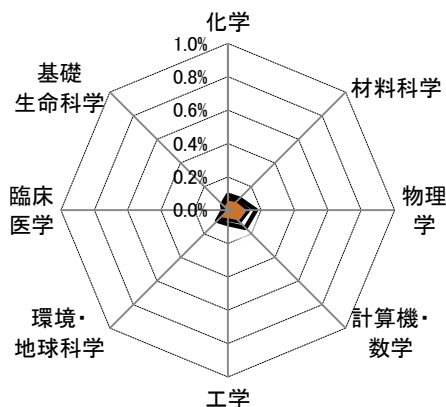 化学
1.0%
0.8%
0.6%
0.4%
0.2%
0.0%
材料科学
物理
学
計算機・
数学
工学
環境・
地球科学
臨床
医学
基礎
生命科学